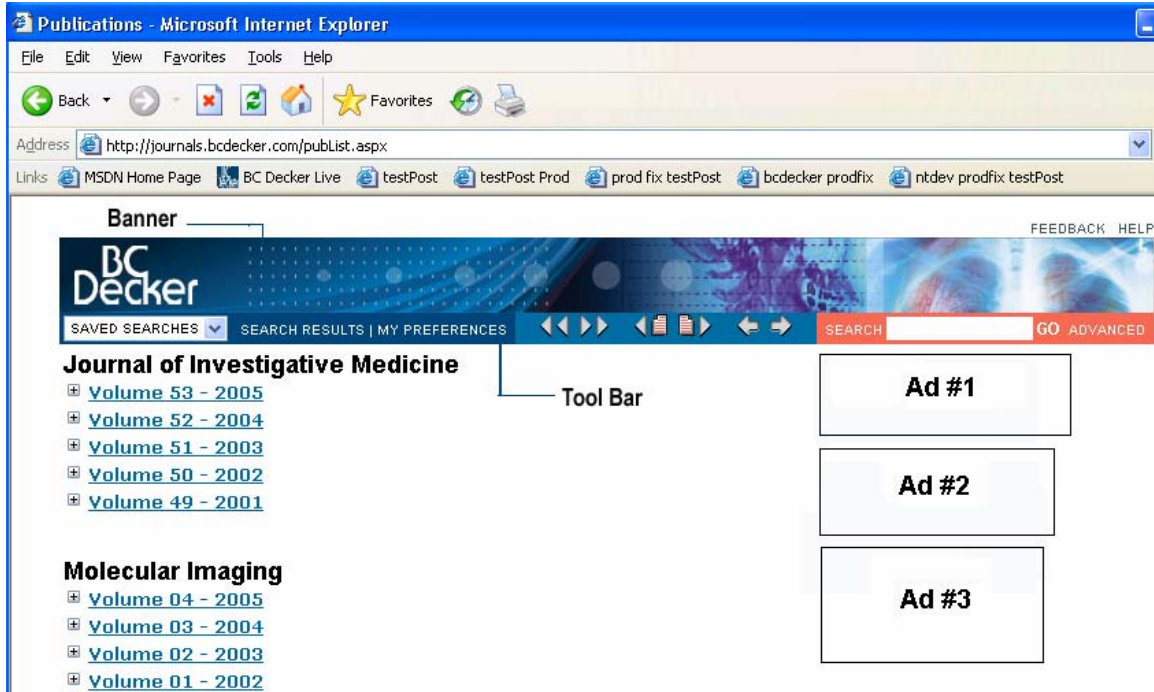 Publications - Microsoft Internet Explorer
File Edit View Favorites Tools Help
Back Favorites
Address http://journals.bcdecker.com/pubList.aspx
Links MSDN Home Page BC Decker Live testPost testPost Prod prod fix testPost bcdecker prodfix ntdev prodfix testPost
Banner
FEEDBACK HELP
BC
Decker
SAVED SEARCHES SEARCH RESULTS | MY PREFERENCES SEARCH GO ADVANCED
Journal of Investigative Medicine
Volume 53 - 2005
Volume 52 - 2004
Volume 51 - 2003
Volume 50 - 2002
Volume 49 - 2001
Tool Bar
Ad #1
Ad #2
Molecular Imaging
Volume 04 - 2005
Volume 03 - 2004
Volume 02 - 2003
Volume 01 - 2002
Ad #3